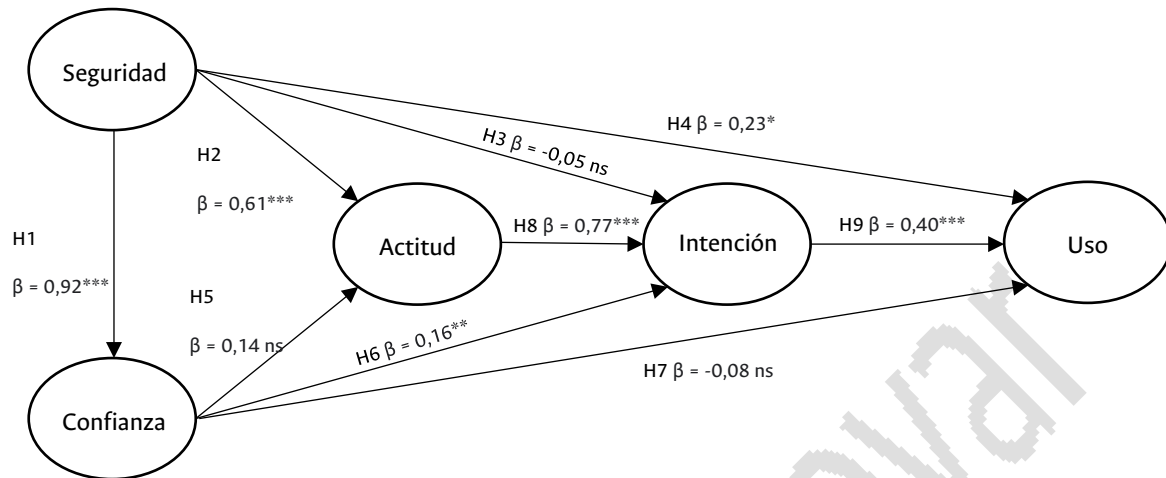 Seguridad
H4 β = 0,23*
H3 β = -0,05 ns
H2
β = 0,61***
H1
β = 0,92***
Actitud
H8 β = 0,77***
Intención
H9 β = 0,40***
Uso
H5
β = 0,14 ns
H6 β = 0,16**
H7 β = -0,08 ns
Confianza